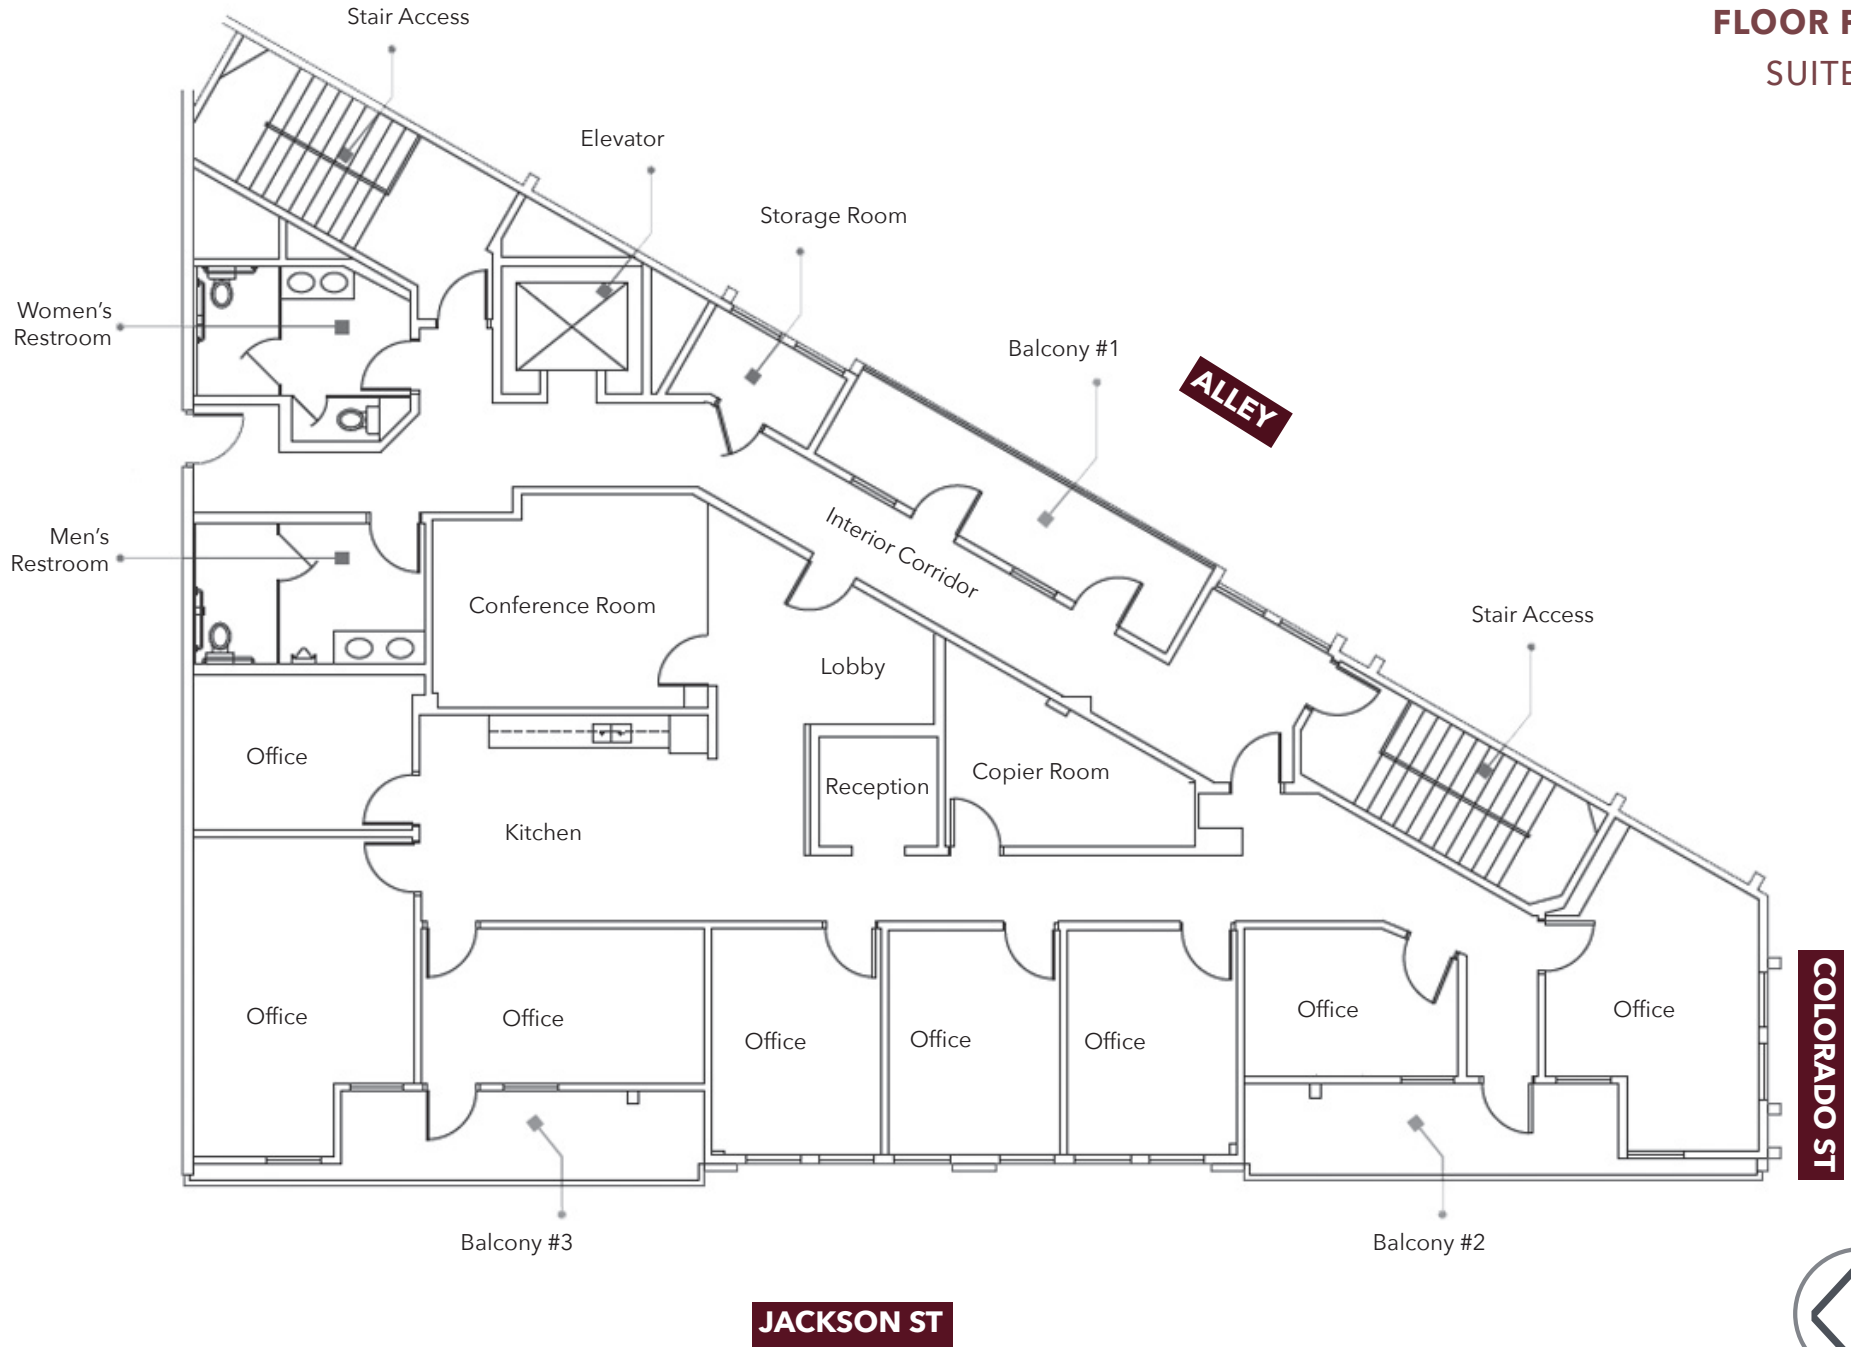 Stair Access
FLOOR P
SUITE
Elevator
Storage Room
Women's
Restroom
Balcony #1
ALLEY
Interior Corridor
Men's
Restroom
Conference Room
Stair Access
Lobby
Office
Reception
Copier Room
Kitchen
Office
Office
Office
Office
Office
Office
Office
COLORADO ST
Balcony #3
Balcony #2
JACKSON ST